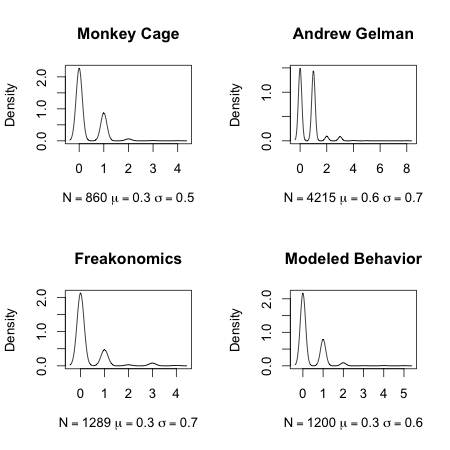 Monkey Cage
Density
0.0 1.0 2.0
0 1 2 3 4
N = 860 μ = 0.3 σ = 0.5
Andrew Gelman
Density
0.0 1.0
0 2 4 6 8
N = 4215 μ = 0.6 σ = 0.7
Freakonomics
Density
0.0 1.0 2.0
0 1 2 3 4
N = 1289 μ = 0.3 σ = 0.7
Modeled Behavior
Density
0.0 1.0 2.0
0 1 2 3 4 5
N = 1200 μ = 0.3 σ = 0.6